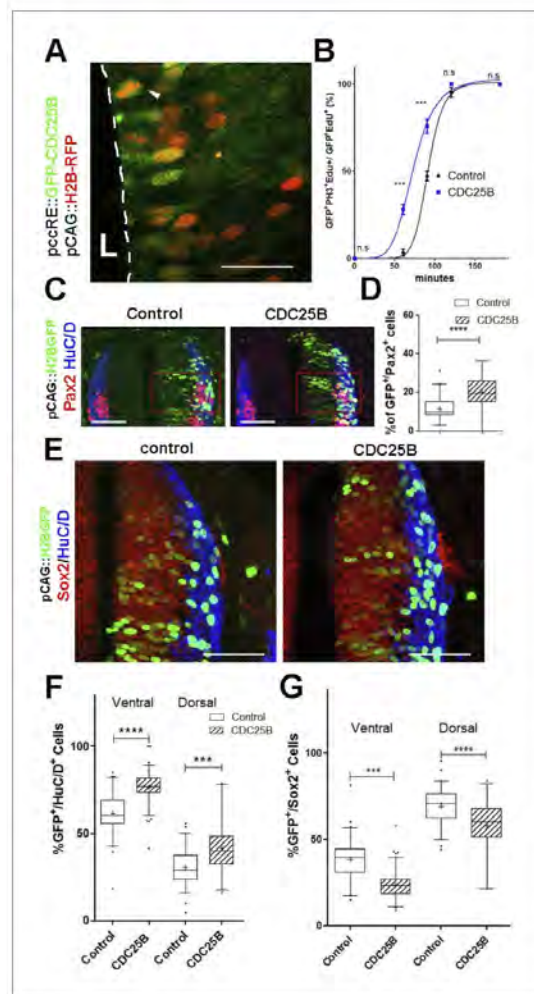 A
pccRE::GFP-CDC25B
pCAG::H2B-RFP
L
B
GFP⁺PH3⁺Edu+/ GFP⁺EdU⁺ (%)
100
50
0
n.s
***
***
n.s
n.s
Control
CDC25B
0
100
200
minutes
C
Control
CDC25B
pCAG::H2BGFP
Pax2 HuC/D
D
Control
CDC25B
****
% of GFP⁺/Pax2⁺ cells
60
40
20
0
E
control
CDC25B
pCAG::H2BGFP
Sox2/HuC/D
F
Ventral
Dorsal
Control
CDC25B
****
***
%GFP⁺/HuC/D⁺ Cells
100
50
0
Control
CDC25B
Control
CDC25B
G
Ventral
Dorsal
***
****
%GFP⁺/Sox2⁺ Cells
100
50
0
Control
CDC25B
Control
CDC25B